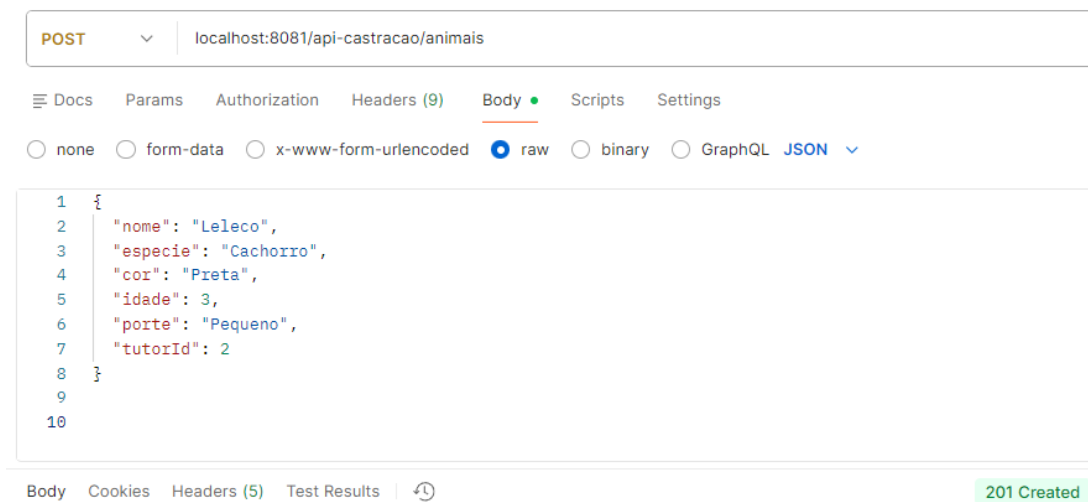 POST localhost:8081/api-castracao/animais
Docs Params Authorization Headers (9) Body Scripts Settings
none form-data x-www-form-urlencoded raw binary GraphQL JSON
1 {
2 "nome": "Leleco",
3 "especie": "Cachorro",
4 "cor": "Preta",
5 "idade": 3,
6 "porte": "Pequeno",
7 "tutorId": 2
8 }
9
10
Body Cookies Headers (5) Test Results 201 Created